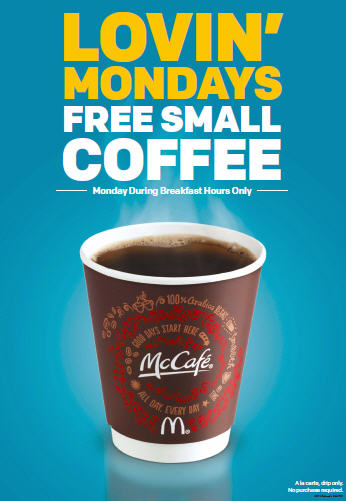 LOVIN'
MONDAYS
FREE SMALL
COFFEE
Monday During Breakfast Hours Only
100% Arabica
GOOD DAYS START HERE
McCafé®
ALL DAY, EVERY DAY
M®
A la carte, drip only.
No purchase required.